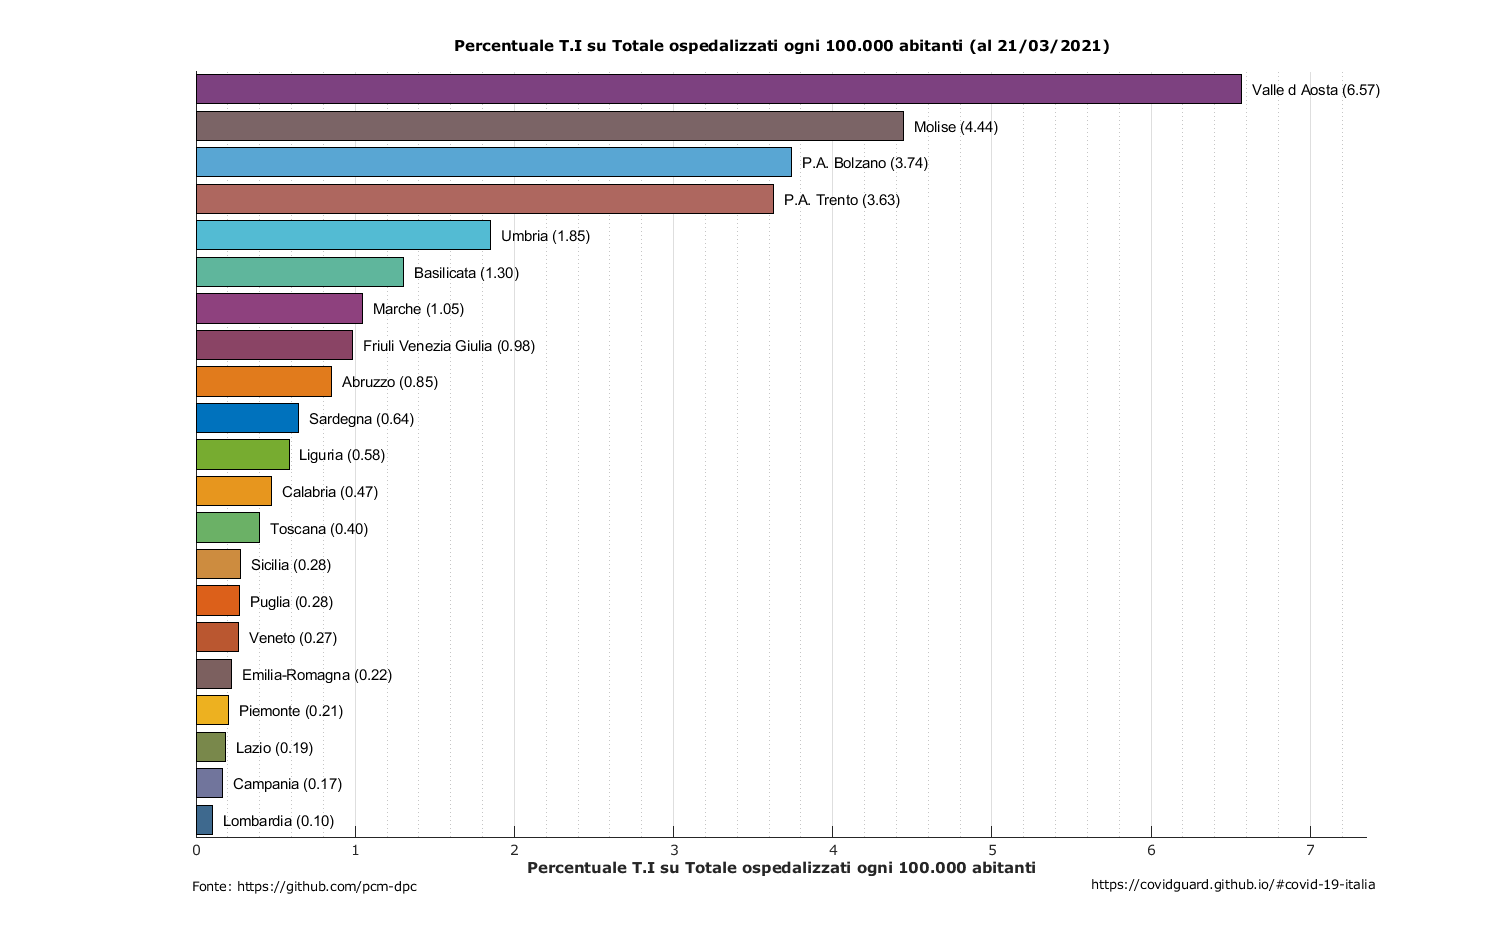 Percentuale T.I su Totale ospedalizzati ogni 100.000 abitanti (al 21/03/2021)
Valle d Aosta (6.57)
Molise (4.44)
P.A. Bolzano (3.74)
P.A. Trento (3.63)
Umbria (1.85)
Basilicata (1.30)
Marche (1.05)
Friuli Venezia Giulia (0.98)
Abruzzo (0.85)
Sardegna (0.64)
Liguria (0.58)
Calabria (0.47)
Toscana (0.40)
Sicilia (0.28)
Puglia (0.28)
Veneto (0.27)
Emilia-Romagna (0.22)
Piemonte (0.21)
Lazio (0.19)
Campania (0.17)
Lombardia (0.10)
0 1 2 3 4 5 6 7
Percentuale T.I su Totale ospedalizzati ogni 100.000 abitanti
Fonte: https://github.com/pcm-dpc
https://covidguard.github.io/#covid-19-italia